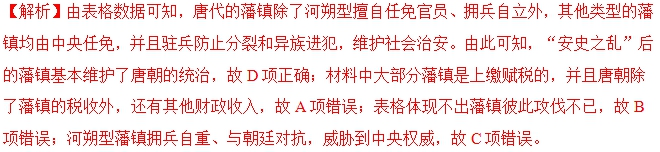 【解析】由表格数据可知，唐代的藩镇除了河朔型擅自任免官员、拥兵自立外，其他类型的藩
镇均由中央任免，并且驻兵防止分裂和异族进犯，维护社会治安。由此可知，“安史之乱”后
的藩镇基本维护了唐朝的统治，故 D 项正确；材料中大部分藩镇是上缴赋税的，并且唐朝除
了藩镇的税收外，还有其他财政收入，故 A 项错误；表格体现不出藩镇彼此攻伐不已，故 B
项错误；河朔型藩镇拥兵自重、与朝廷对抗，威胁到中央权威，故 C 项错误。